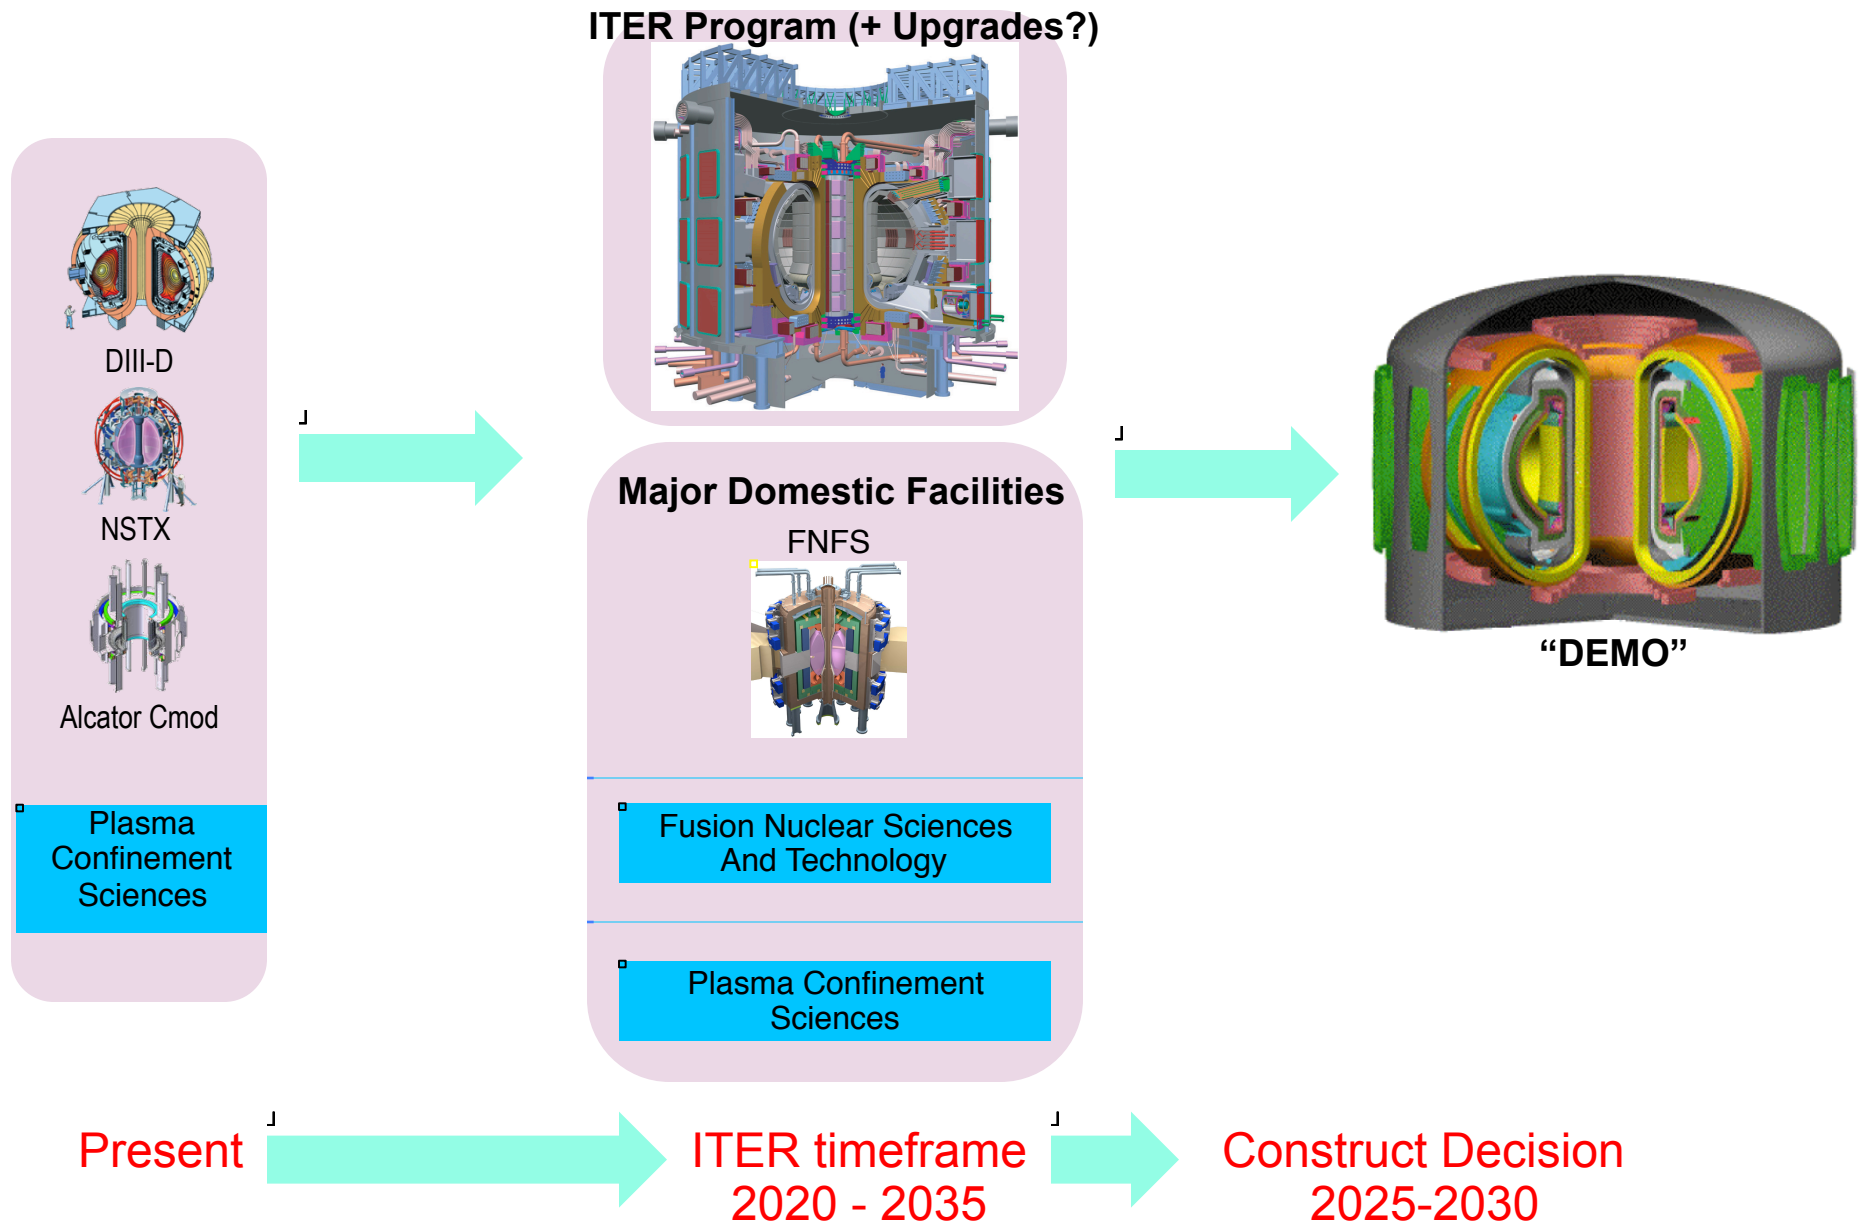 ITER Program (+ Upgrades?)
DIII-D
NSTX
Alcator Cmod
Plasma
Confinement
Sciences
Major Domestic Facilities
FNFS
Fusion Nuclear Sciences
And Technology
Plasma Confinement
Sciences
“DEMO”
Present
ITER timeframe
2020 - 2035
Construct Decision
2025-2030